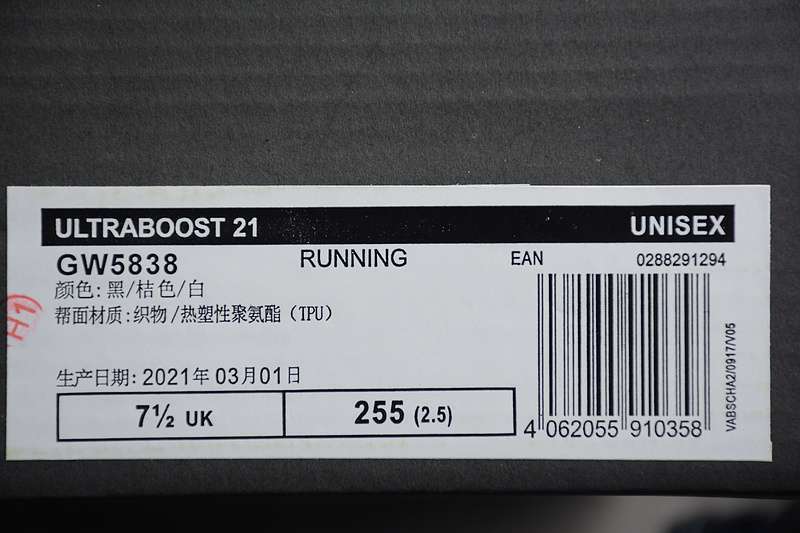 ULTRABOOST 21 UNISEX
GW5838 RUNNING EAN 0288291294
颜色: 黑/桔色/白
帮面材质: 织物/热塑性聚氨酯（TPU）
H1)
生产日期: 2021年 03月01日
7½ UK 255 (2.5)
4 062055 910358
VABSCHA2/0917/V05